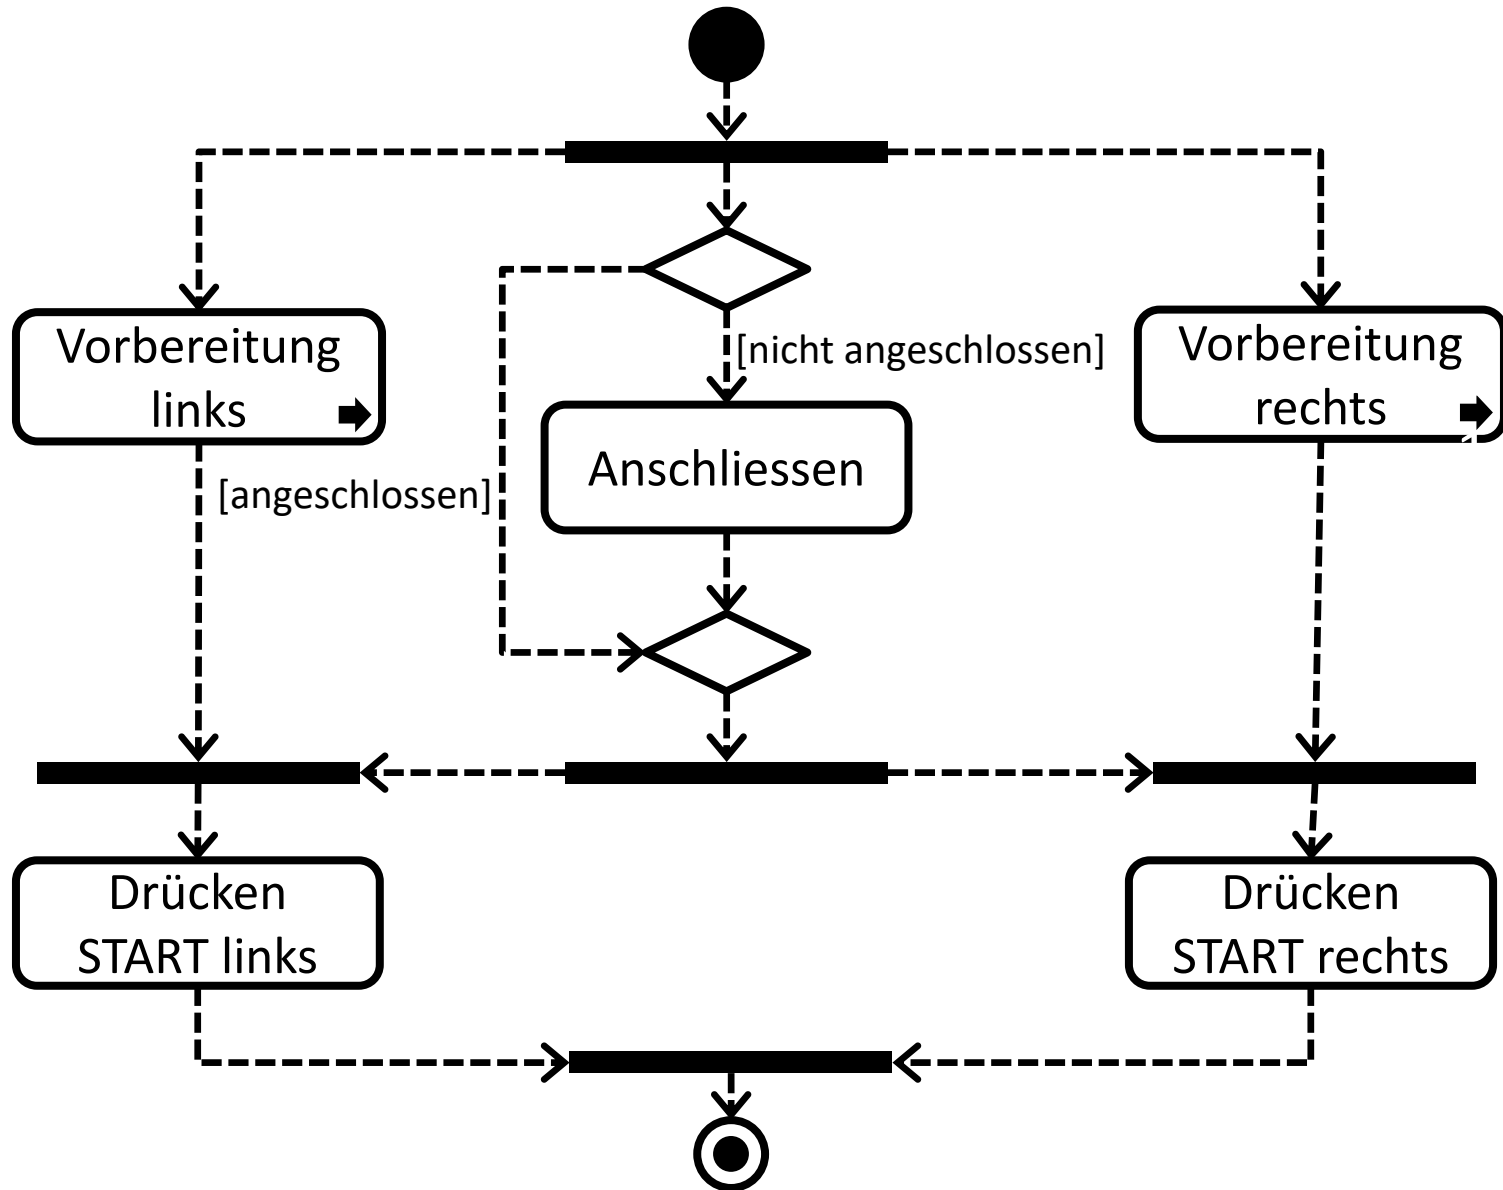 Vorbereitung
links
[nicht angeschlossen]
Vorbereitung
rechts
[angeschlossen]
Anschliessen
Drücken
START links
Drücken
START rechts